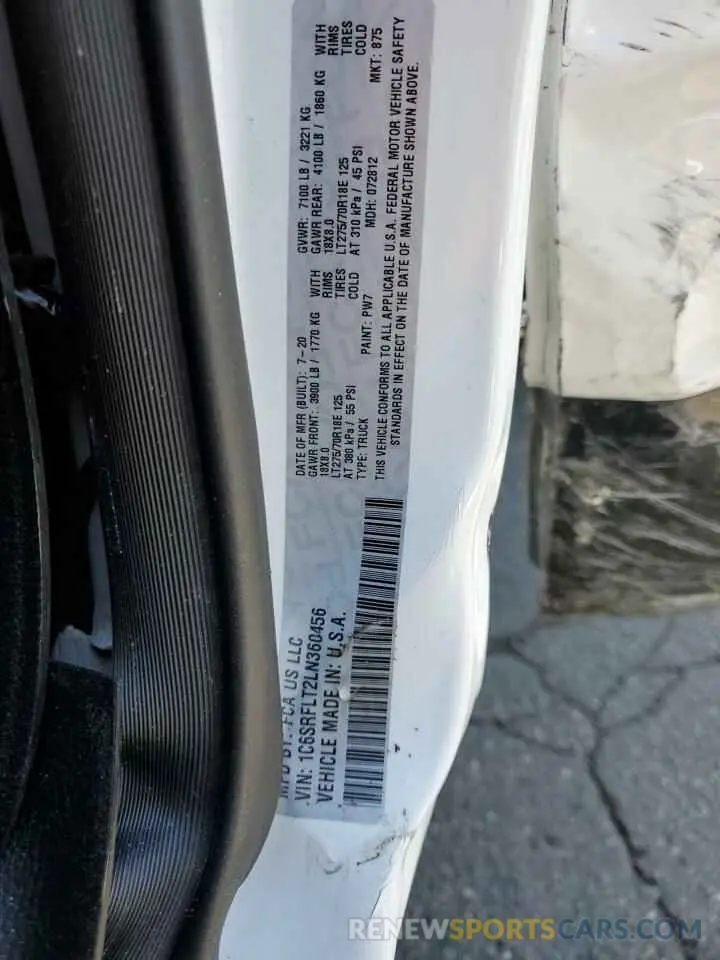 MFD BY: FCA US LLC
VIN: 1C6SRFLT2LN360456
VEHICLE MADE IN: U.S.A.
DATE OF MFR (BUILT): 7-20
GAWR FRONT: 3900 LB / 1770 KG WITH
18X8.0 RIMS
LT275/70R18E 125 TIRES
AT 380 kPa / 55 PSI COLD
TYPE: TRUCK PAINT: PW7
GVWR: 7100 LB / 3221 KG
GAWR REAR: 4100 LB / 1860 KG WITH
18X8.0 RIMS
LT275/70R18E 125 TIRES
AT 310 kPa / 45 PSI COLD
MDH: 072812 MKT: 875
THIS VEHICLE CONFORMS TO ALL APPLICABLE U.S.A. FEDERAL MOTOR VEHICLE SAFETY
STANDARDS IN EFFECT ON THE DATE OF MANUFACTURE SHOWN ABOVE.
RENEWSPORTSCARS.COM